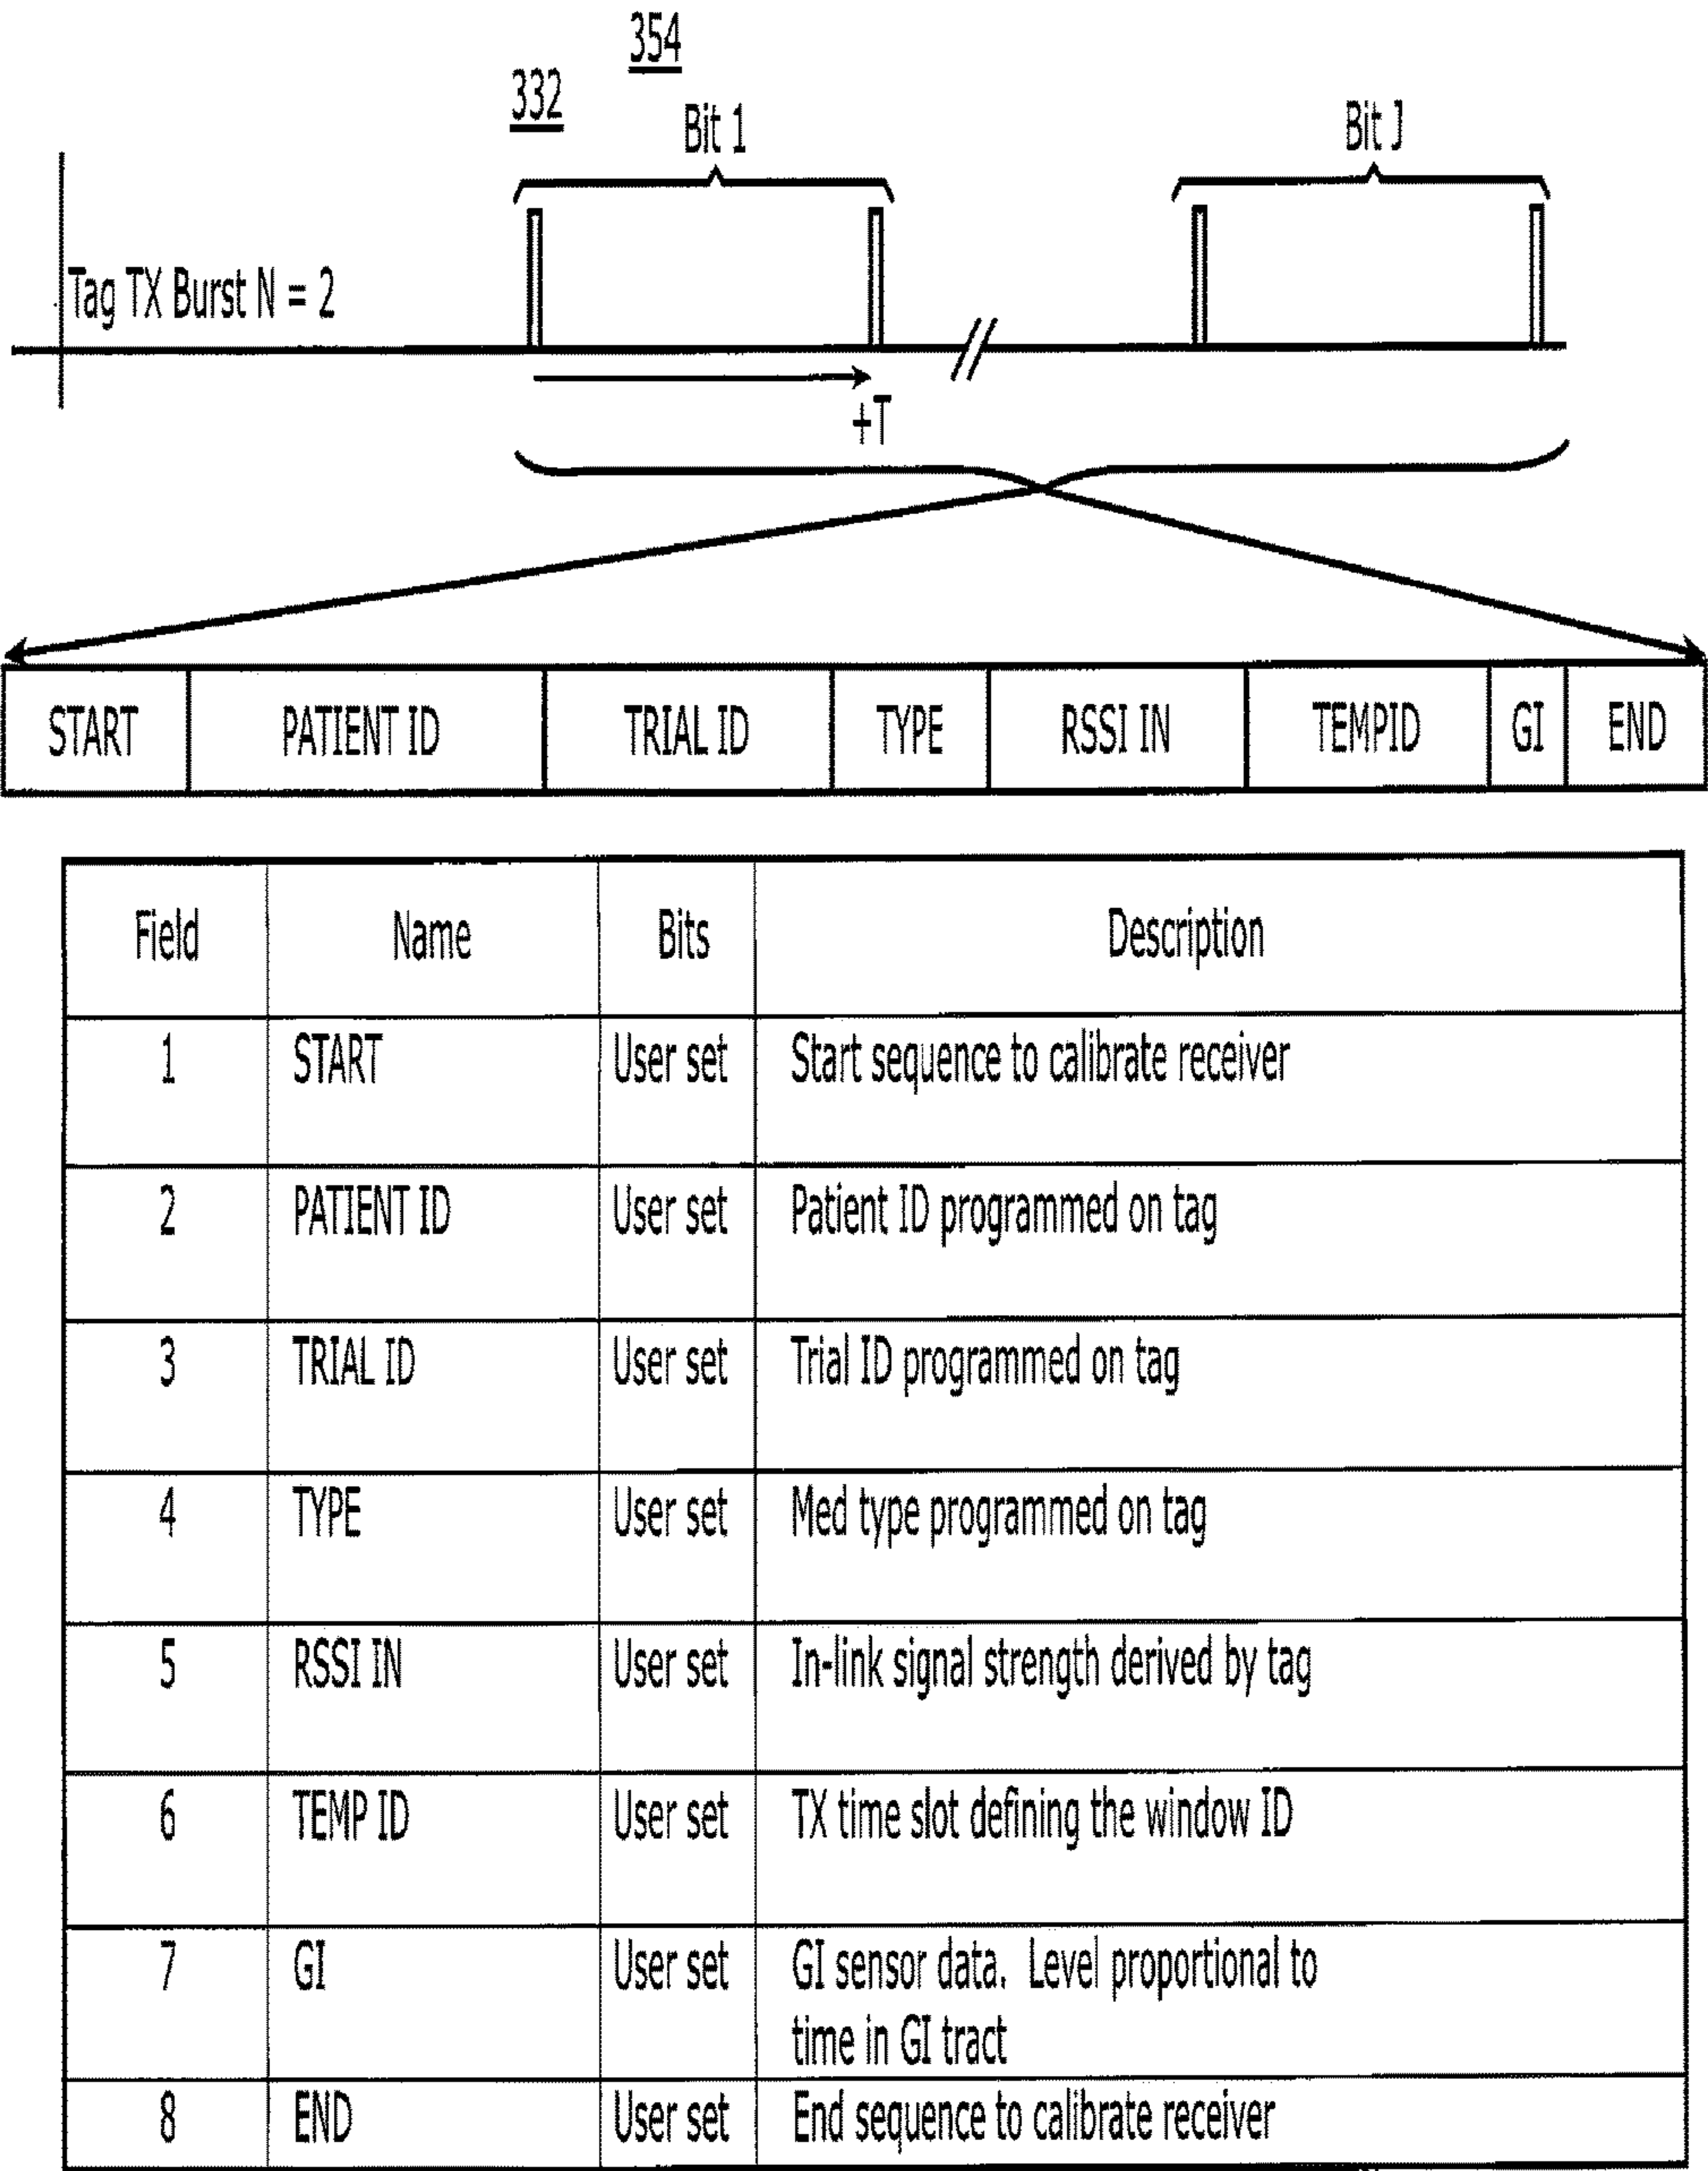 354
332
Bit 1
Bit J
Tag TX Burst N = 2
+T
START PATIENT ID TRIAL ID TYPE RSSI IN TEMPID GI END
Field Name Bits Description
1 START User set Start sequence to calibrate receiver
2 PATIENT ID User set Patient ID programmed on tag
3 TRIAL ID User set Trial ID programmed on tag
4 TYPE User set Med type programmed on tag
5 RSSI IN User set In-link signal strength derived by tag
6 TEMP ID User set TX time slot defining the window ID
7 GI User set GI sensor data. Level proportional to
time in GI tract
8 END User set End sequence to calibrate receiver